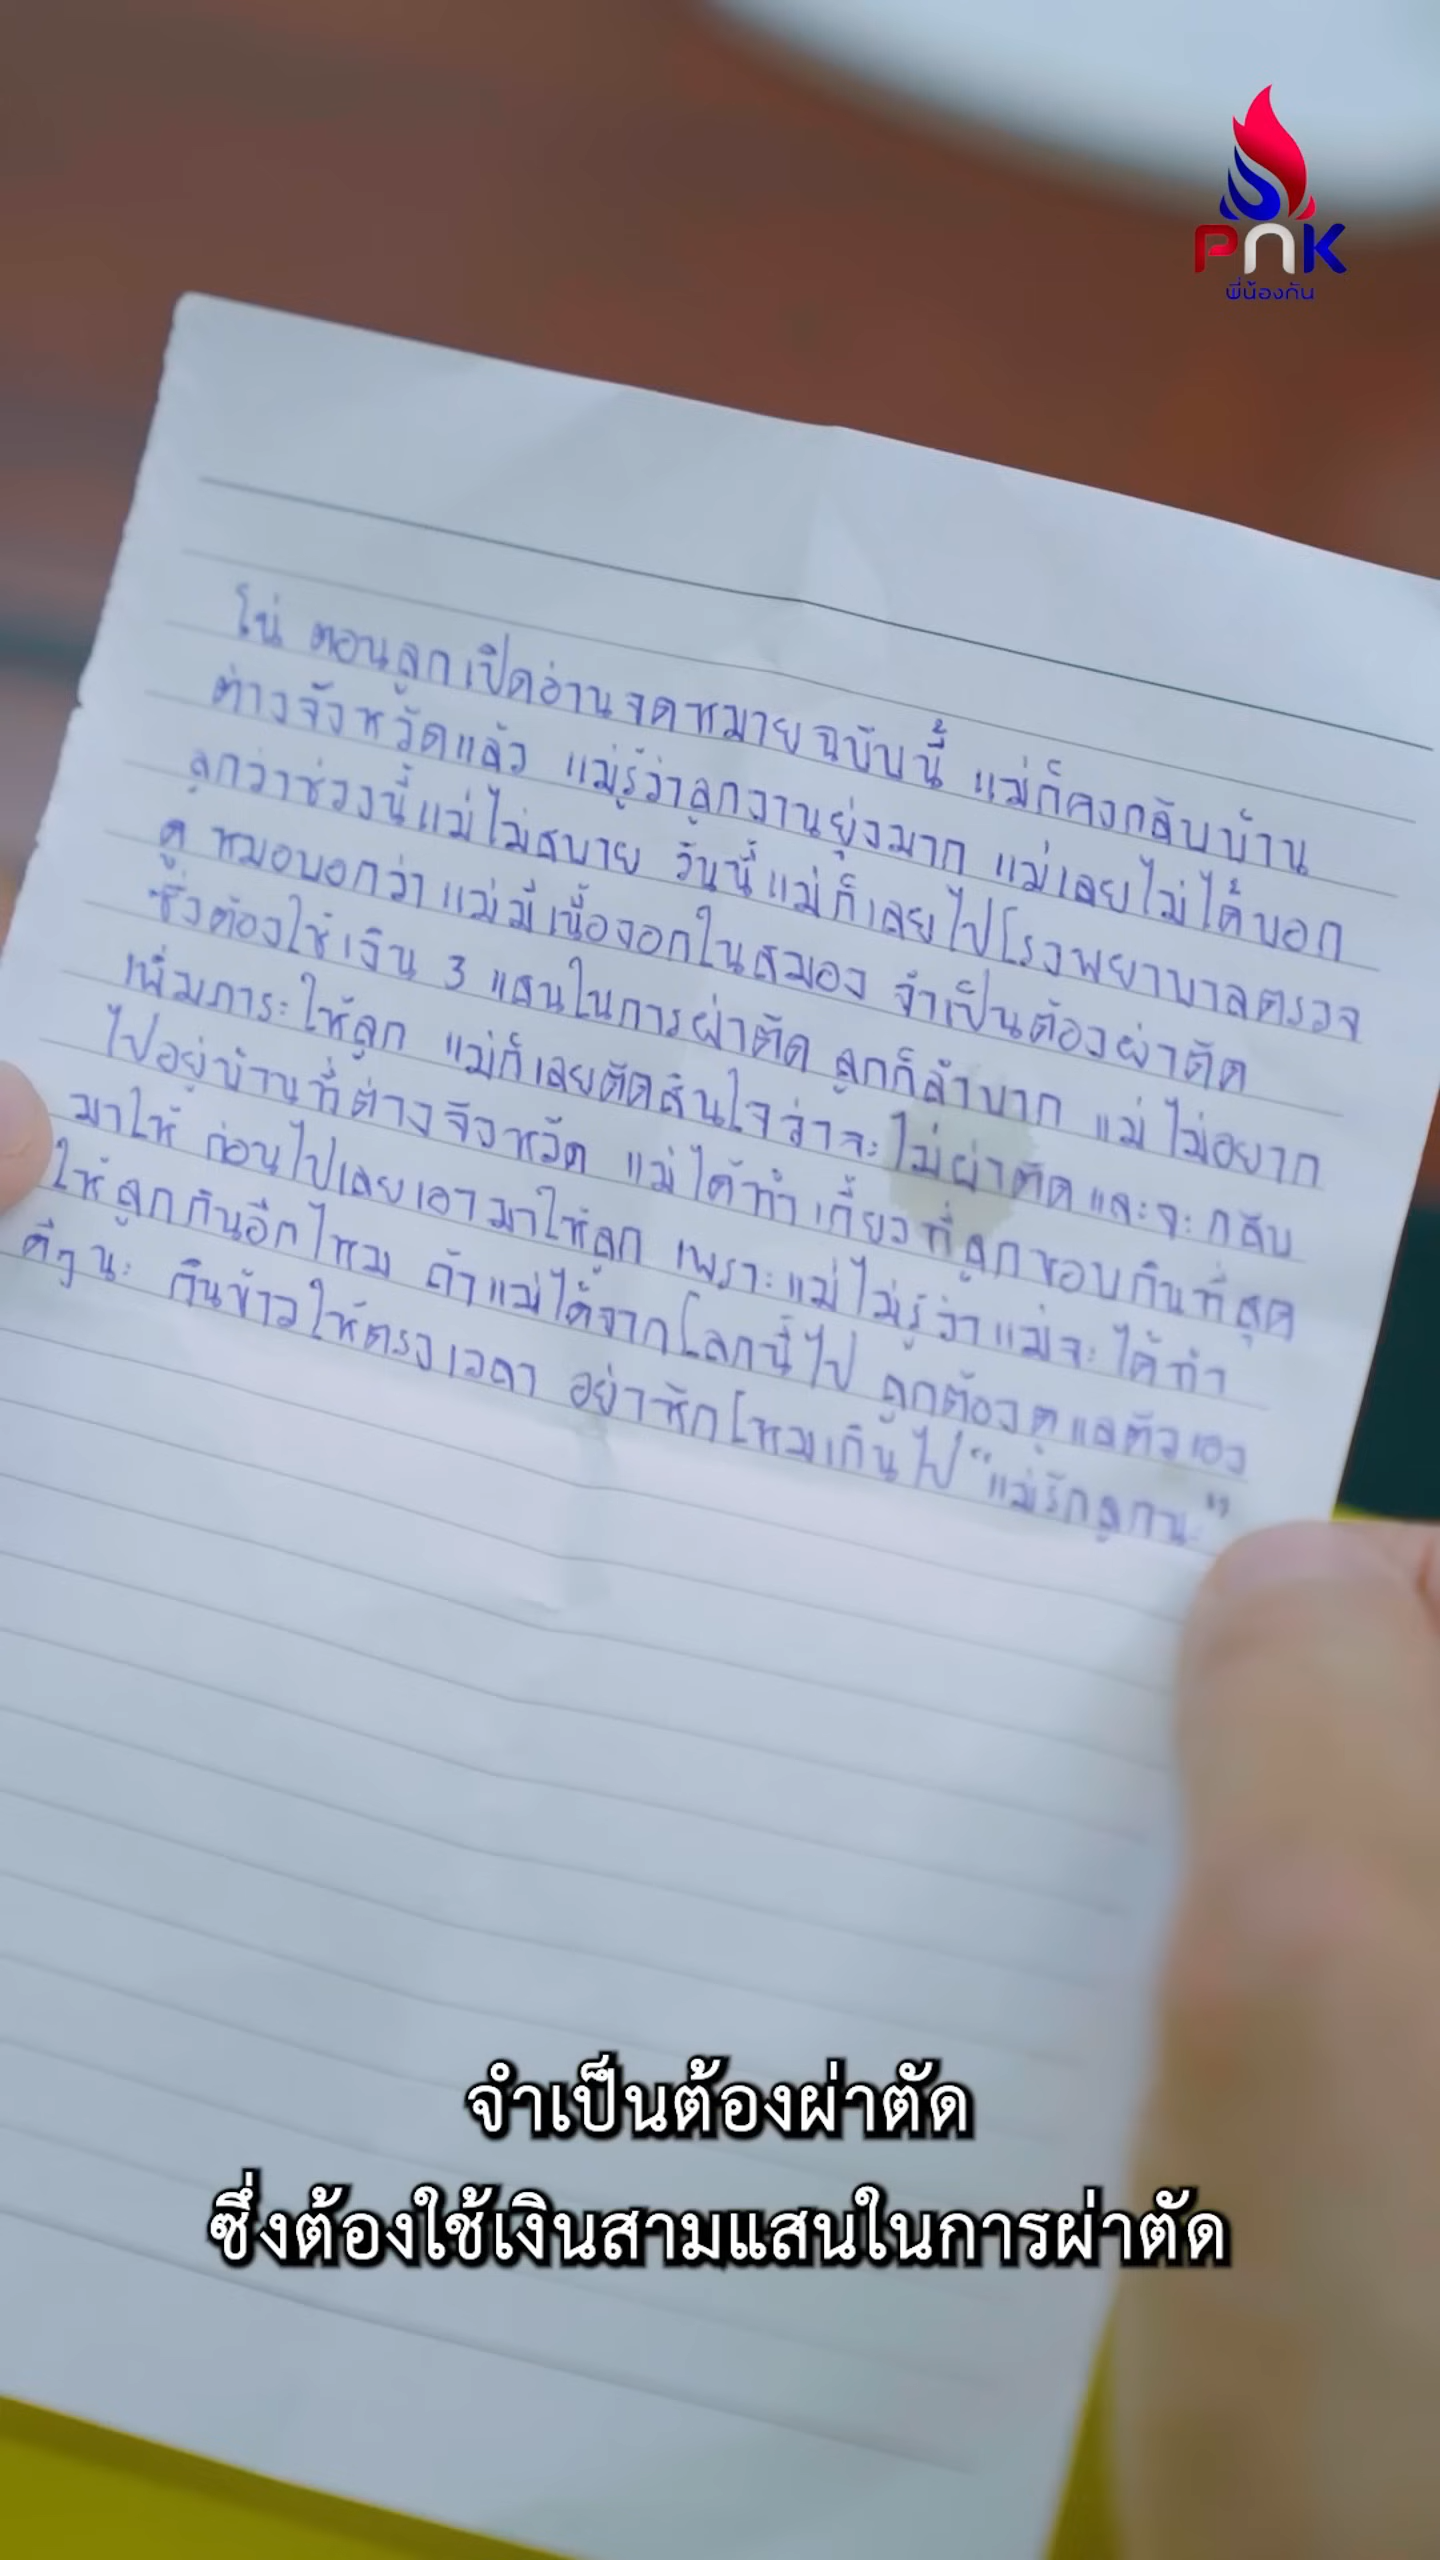 PNK
พี่น้องกัน
โน่ ตอนลูกเปิดอ่านจดหมายฉบับนี้ แม่ก็คงกลับบ้าน
ต่างจังหวัดแล้ว แม่รู้ว่าลูกงานยุ่งมาก แม่เลยไม่ได้บอก
ลูกว่าช่วงนี้แม่ไม่สบาย วันนี้แม่ก็เลยไปโรงพยาบาลตรวจ
ดู หมอบอกว่าแม่มีเนื้องอกในสมอง จำเป็นต้องผ่าตัด
ซึ่งต้องใช้เงิน 3 แสนในการผ่าตัด ลูกก็ลำบาก แม่ไม่อยาก
เพิ่มภาระให้ลูก แม่ก็เลยตัดสินใจว่าจะไม่ผ่าตัดและจะกลับ
ไปอยู่บ้านที่ต่างจังหวัด แม่ได้ทำเกี้ยวที่ลูกชอบกินที่สุด
มาให้ ก่อนไปเลยเอามาให้ลูก เพราะแม่ไม่รู้ว่าแม่จะได้ทำ
ให้ลูกกินอีกไหม ถ้าแม่ได้จากโลกนี้ไป ลูกต้องดูแลตัวเอง
ดีๆ นะ กินข้าวให้ตรงเวลา อย่าหักโหมเกินไป “แม่รักลูกนะ”
จำเป็นต้องผ่าตัด
ซึ่งต้องใช้เงินสามแสนในการผ่าตัด